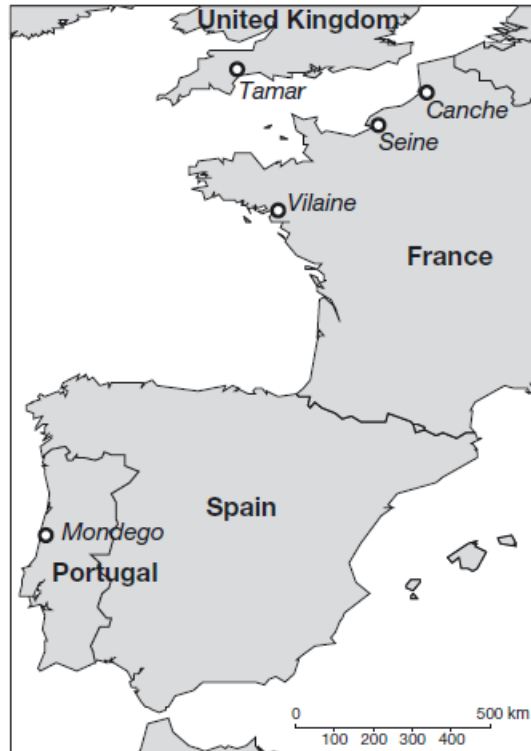 United Kingdom
Tamar
Canche
Seine
Vilaine
France
Spain
Mondego
Portugal
0 500 km
100 200 300 400